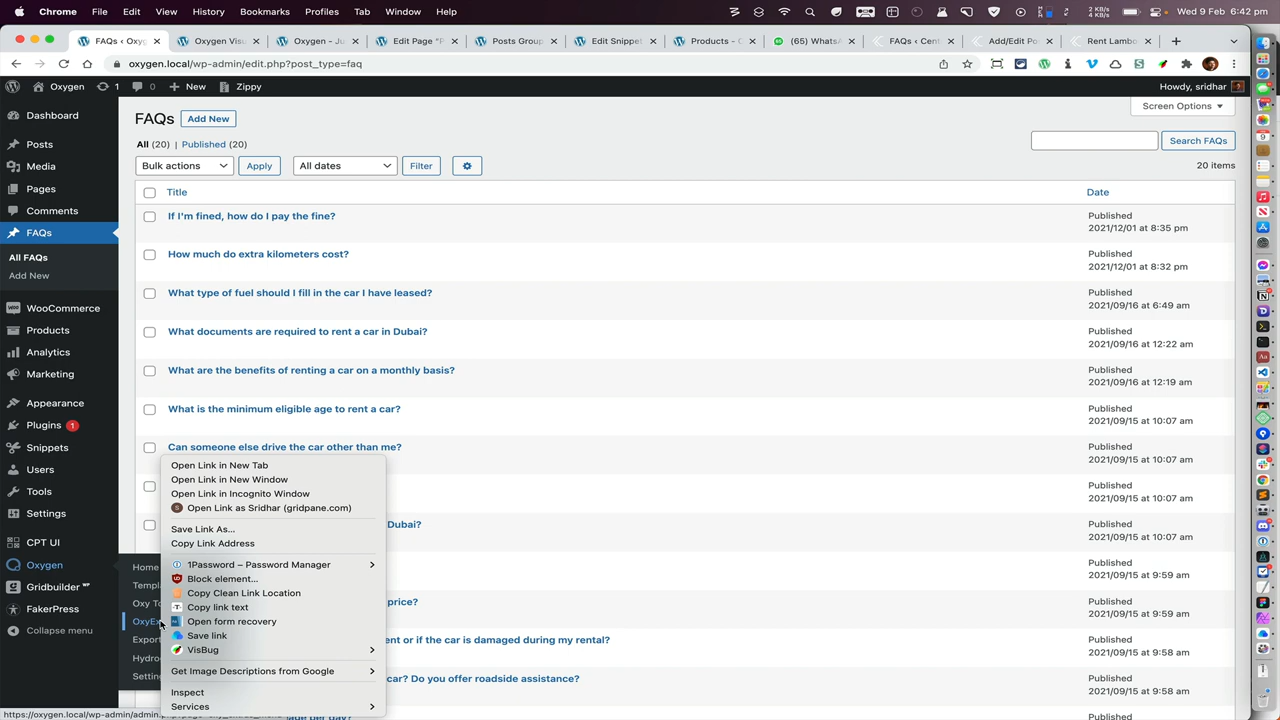 Chrome File Edit View History Bookmarks Profiles Tab Window Help
2 KB/s
4 KB/s
Wed 9 Feb 6:42 pm
FAQs ‹ Oxy
Oxygen Visu
Oxygen – Ju
Edit Page "P
Posts Group
Edit Snippet
Products – C
(65) WhatsA
FAQs ‹ Cent
Add/Edit Po
Rent Lambo
oxygen.local/wp-admin/edit.php?post_type=faq
Oxygen 1 0 New Zippy
Howdy, sridhar
Dashboard
Posts
Media
Pages
Comments
FAQs
All FAQs
Add New
WooCommerce
Products
Analytics
Marketing
Appearance
Plugins 1
Snippets
Users
Tools
Settings
CPT UI
Oxygen
Gridbuilder WP
FakerPress
Collapse menu
Home
Templa
Oxy To
OxyEx
Export
Hydro
Setting
FAQs Add New
Screen Options
All (20) | Published (20)
Search FAQs
Bulk actions Apply All dates Filter
20 items
Title Date
If I'm fined, how do I pay the fine?
Published
2021/12/01 at 8:35 pm
How much do extra kilometers cost?
Published
2021/12/01 at 8:32 pm
What type of fuel should I fill in the car I have leased?
Published
2021/09/16 at 6:49 am
What documents are required to rent a car in Dubai?
Published
2021/09/16 at 12:22 am
What are the benefits of renting a car on a monthly basis?
Published
2021/09/16 at 12:19 am
What is the minimum eligible age to rent a car?
Published
2021/09/15 at 10:07 am
Can someone else drive the car other than me?
Published
2021/09/15 at 10:07 am
Published
2021/09/15 at 10:07 am
Dubai?
Published
2021/09/15 at 10:07 am
Published
2021/09/15 at 9:59 am
price?
Published
2021/09/15 at 9:59 am
ent or if the car is damaged during my rental?
Published
2021/09/15 at 9:58 am
car? Do you offer roadside assistance?
Published
2021/09/15 at 9:58 am
age per day?
Published
Open Link in New Tab
Open Link in New Window
Open Link in Incognito Window
Open Link as Sridhar (gridpane.com)
Save Link As...
Copy Link Address
1Password – Password Manager
Block element...
Copy Clean Link Location
Copy link text
Open form recovery
Save link
VisBug
Get Image Descriptions from Google
Inspect
Services